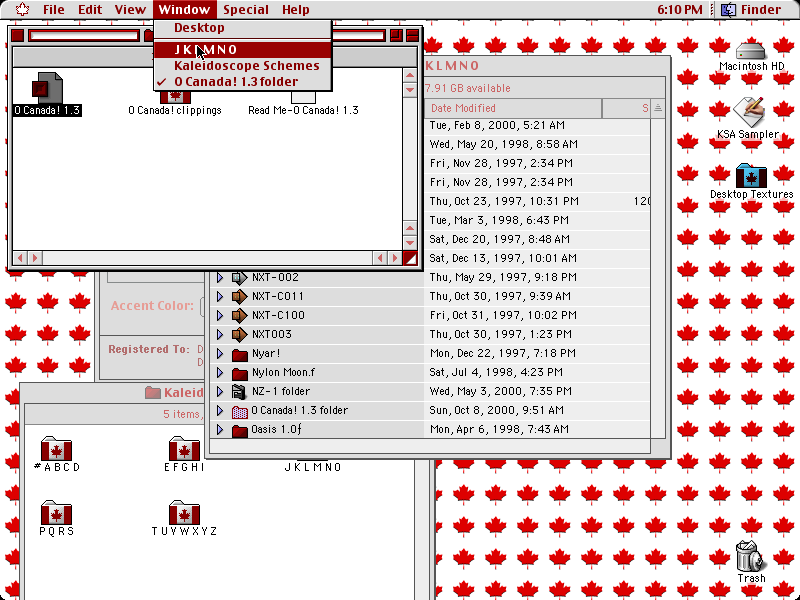 File Edit View Window Special Help 6:10 PM Finder
Desktop
J K L M N O
Kaleidoscope Schemes
✓ O Canada! 1.3 folder
O Canada! 1.3
O Canada! clippings
Read Me-O Canada! 1.3
KLMNO
7.91 GB available
Date Modified S
Tue, Feb 8, 2000, 5:21 AM
Wed, May 20, 1998, 8:58 AM
Fri, Nov 28, 1997, 2:34 PM
Fri, Nov 28, 1997, 2:34 PM
Thu, Oct 23, 1997, 10:31 PM 120
Tue, Mar 3, 1998, 6:43 PM
Sat, Dec 20, 1997, 8:48 AM
Sat, Dec 13, 1997, 10:01 AM
NXT-002 Thu, May 29, 1997, 9:18 PM
NXT-C011 Thu, Oct 30, 1997, 9:39 AM
NXT-C100 Fri, Oct 31, 1997, 10:02 PM
NXT003 Thu, Oct 30, 1997, 1:23 PM
Nyar! Mon, Dec 22, 1997, 7:18 PM
Nylon Moon.f Sat, Jul 4, 1998, 4:23 PM
NZ-1 folder Wed, May 3, 2000, 7:35 PM
O Canada! 1.3 folder Sun, Oct 8, 2000, 9:51 AM
Oasis 1.0ƒ Mon, Apr 6, 1998, 7:43 AM
Accent Color:
Registered To: D
D
Kaleid
5 items,
#ABCD
EFGHI
JKLMNO
PQRS
TUVWXYZ
Macintosh HD
KSA Sampler
Desktop Textures
Trash